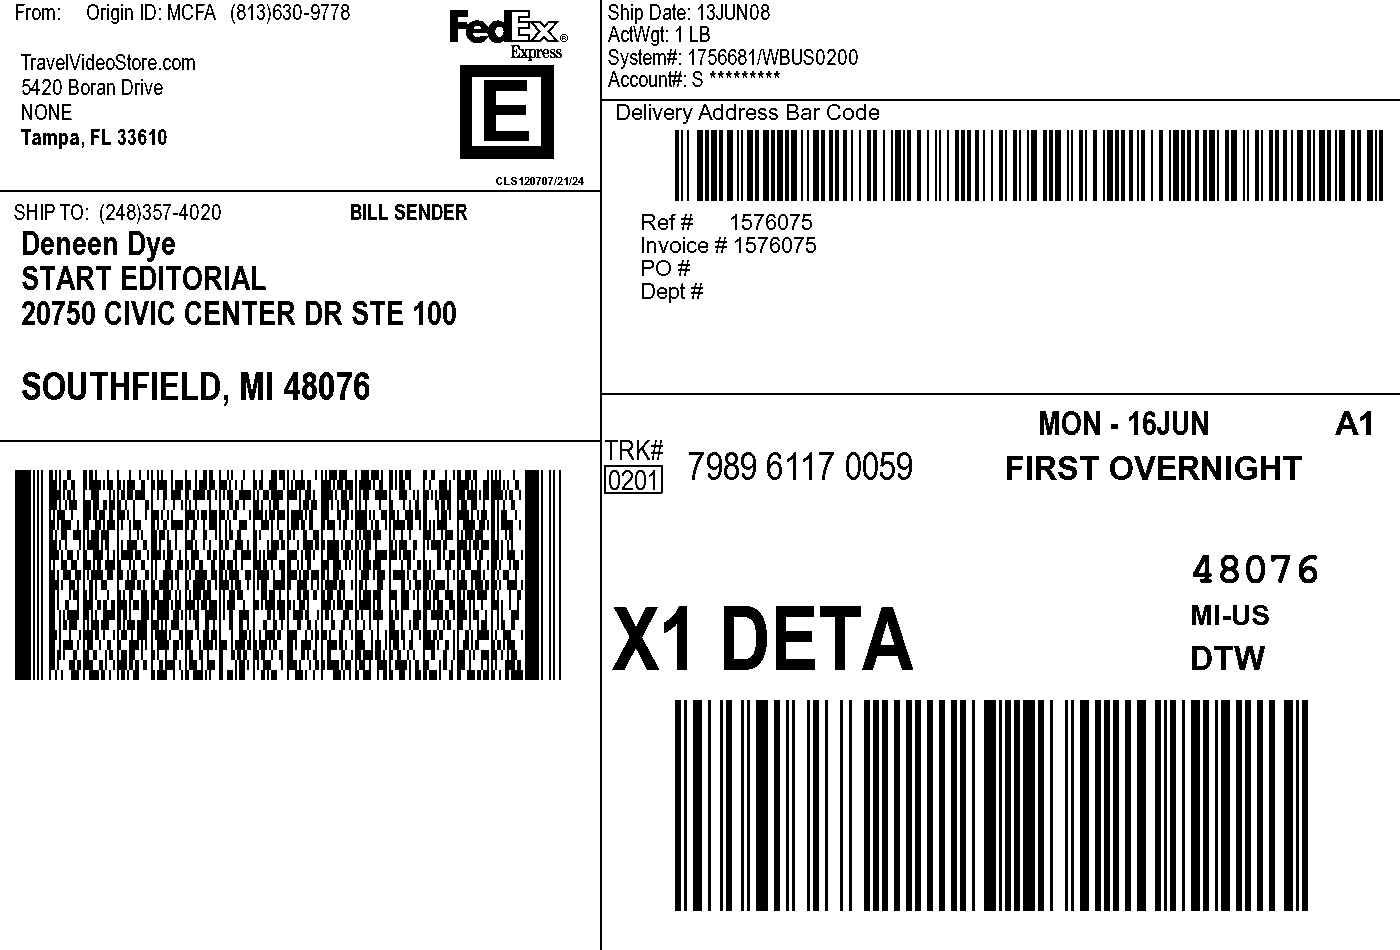 From: Origin ID: MCFA (813)630-9778
TravelVideoStore.com
5420 Boran Drive
NONE
Tampa, FL 33610
FedEx®
Express
E
CLS120707/21/24
SHIP TO: (248)357-4020 BILL SENDER
Deneen Dye
START EDITORIAL
20750 CIVIC CENTER DR STE 100
SOUTHFIELD, MI 48076
Ship Date: 13JUN08
ActWgt: 1 LB
System#: 1756681/WBUS0200
Account#: S *********
Delivery Address Bar Code
Ref # 1576075
Invoice # 1576075
PO #
Dept #
MON - 16JUN A1
TRK# 7989 6117 0059 FIRST OVERNIGHT
0201
48076
X1 DETA MI-US
DTW